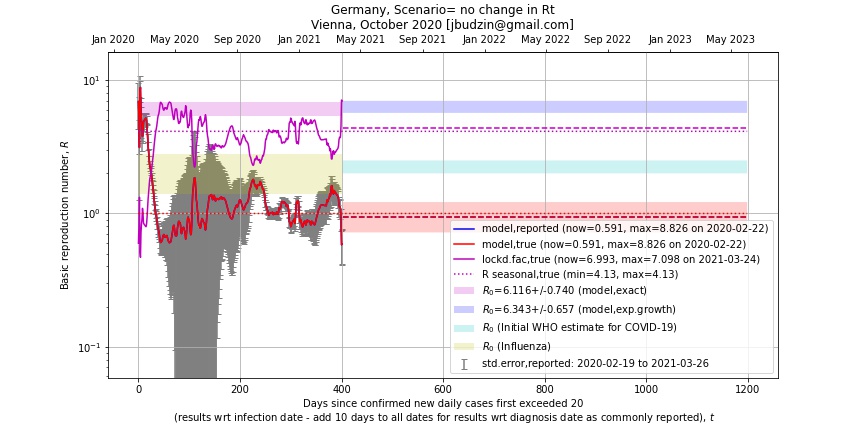 Germany, Scenario= no change in Rt
Vienna, October 2020 [jbudzin@gmail.com]
Jan 2020 May 2020 Sep 2020 Jan 2021 May 2021 Sep 2021 Jan 2022 May 2022 Sep 2022 Jan 2023 May 2023
Basic reproduction number, R
10¹
10⁰
10⁻¹
model,reported (now=0.591, max=8.826 on 2020-02-22)
model,true (now=0.591, max=8.826 on 2020-02-22)
lockd.fac,true (now=6.993, max=7.098 on 2021-03-24)
R seasonal,true (min=4.13, max=4.13)
R₀=6.116+/-0.740 (model,exact)
R₀=6.343+/-0.657 (model,exp.growth)
R₀ (Initial WHO estimate for COVID-19)
R₀ (Influenza)
std.error,reported: 2020-02-19 to 2021-03-26
0 200 400 600 800 1000 1200
Days since confirmed new daily cases first exceeded 20
(results wrt infection date - add 10 days to all dates for results wrt diagnosis date as commonly reported), t